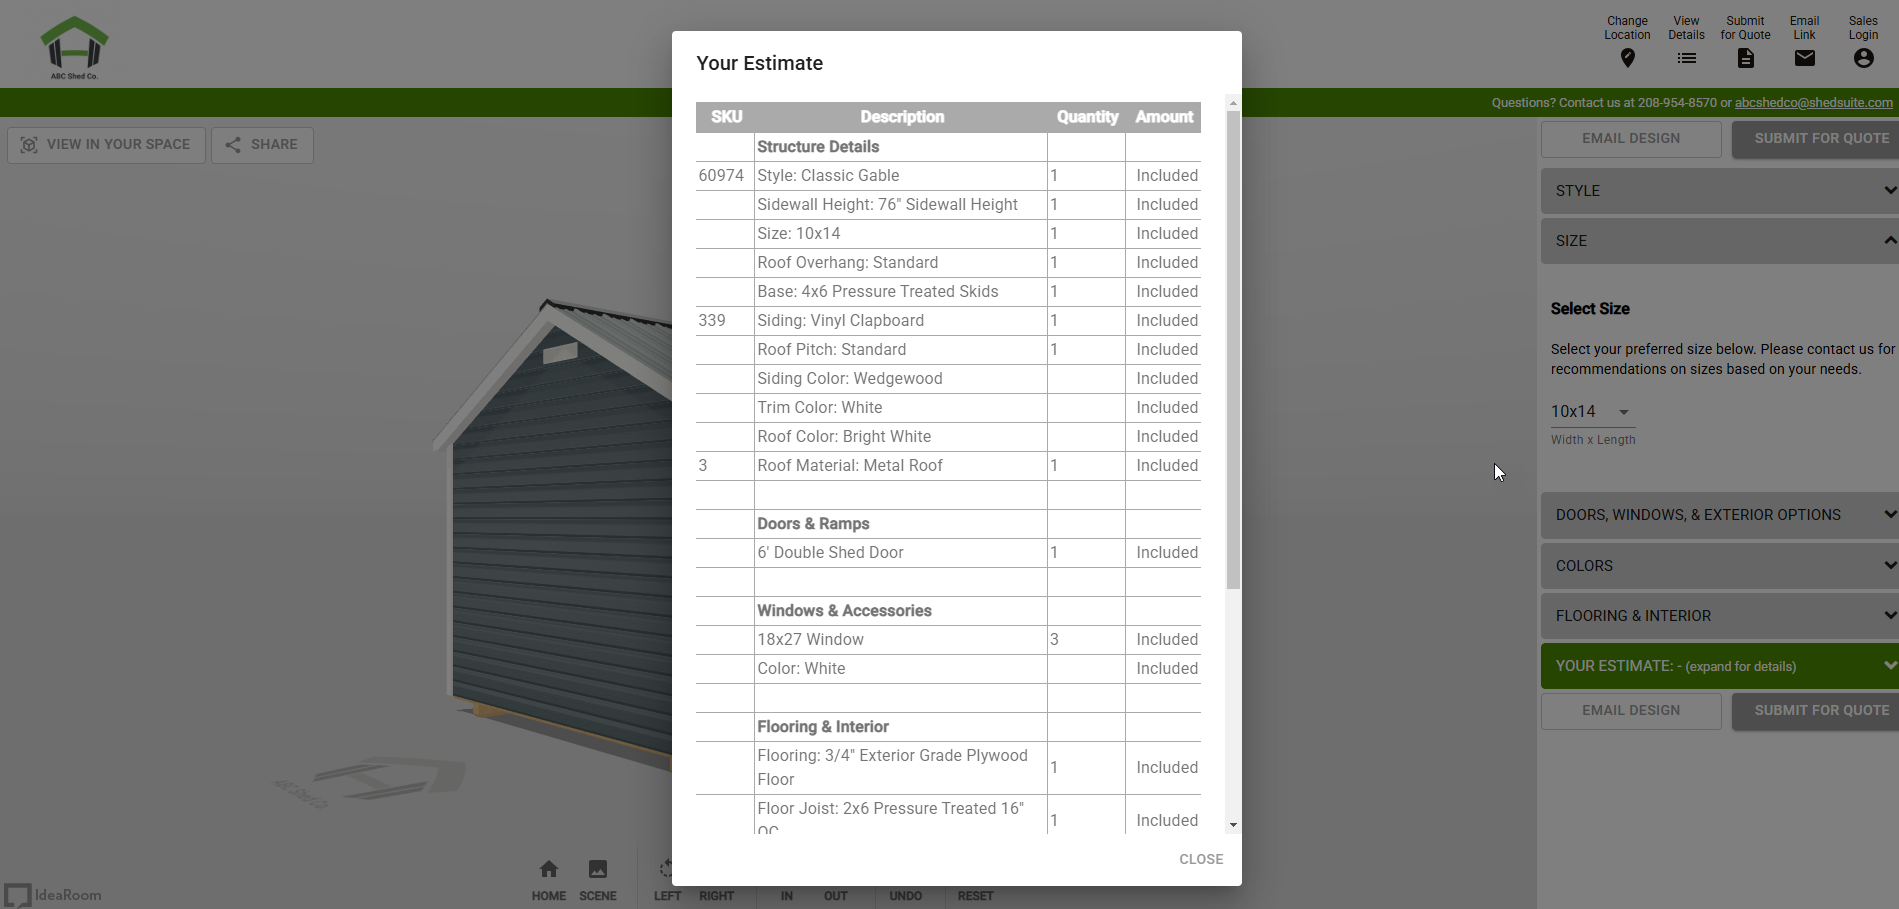 ABC Shed Co.
Change Location
View Details
Submit for Quote
Email Link
Sales Login
Questions? Contact us at 208-954-8570 or abcshedco@shedsuite.com
VIEW IN YOUR SPACE
SHARE
Your Estimate
SKU Description Quantity Amount
Structure Details
60974 Style: Classic Gable 1 Included
Sidewall Height: 76" Sidewall Height 1 Included
Size: 10x14 1 Included
Roof Overhang: Standard 1 Included
Base: 4x6 Pressure Treated Skids 1 Included
339 Siding: Vinyl Clapboard 1 Included
Roof Pitch: Standard 1 Included
Siding Color: Wedgewood Included
Trim Color: White Included
Roof Color: Bright White Included
3 Roof Material: Metal Roof 1 Included
Doors & Ramps
6' Double Shed Door 1 Included
Windows & Accessories
18x27 Window 3 Included
Color: White Included
Flooring & Interior
Flooring: 3/4" Exterior Grade Plywood
Floor 1 Included
Floor Joist: 2x6 Pressure Treated 16"
OC 1 Included
CLOSE
EMAIL DESIGN
SUBMIT FOR QUOTE
STYLE
SIZE
Select Size
Select your preferred size below. Please contact us for
recommendations on sizes based on your needs.
10x14
Width x Length
DOORS, WINDOWS, & EXTERIOR OPTIONS
COLORS
FLOORING & INTERIOR
YOUR ESTIMATE: - (expand for details)
EMAIL DESIGN
SUBMIT FOR QUOTE
ABC Shed Co
HOME
SCENE
LEFT
RIGHT
IN
OUT
UNDO
RESET
IdeaRoom